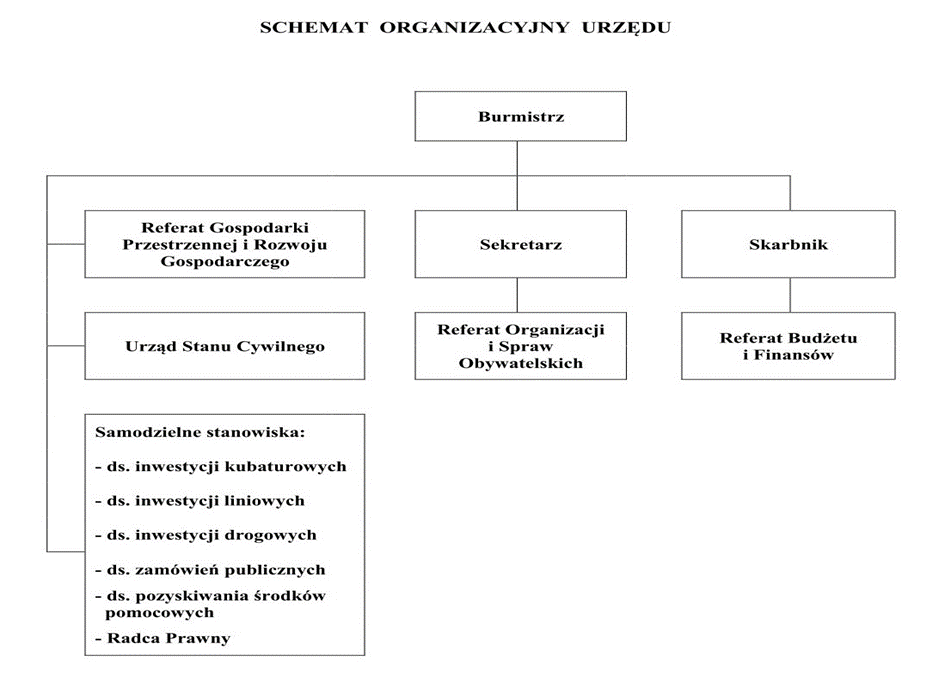 SCHEMAT ORGANIZACYJNY URZĘDU
Burmistrz
Referat Gospodarki
Przestrzennej i Rozwoju
Gospodarczego
Sekretarz
Skarbnik
Urząd Stanu Cywilnego
Referat Organizacji
i Spraw
Obywatelskich
Referat Budżetu
i Finansów
Samodzielne stanowiska:
- ds. inwestycji kubaturowych
- ds. inwestycji liniowych
- ds. inwestycji drogowych
- ds. zamówień publicznych
- ds. pozyskiwania środków
pomocowych
- Radca Prawny